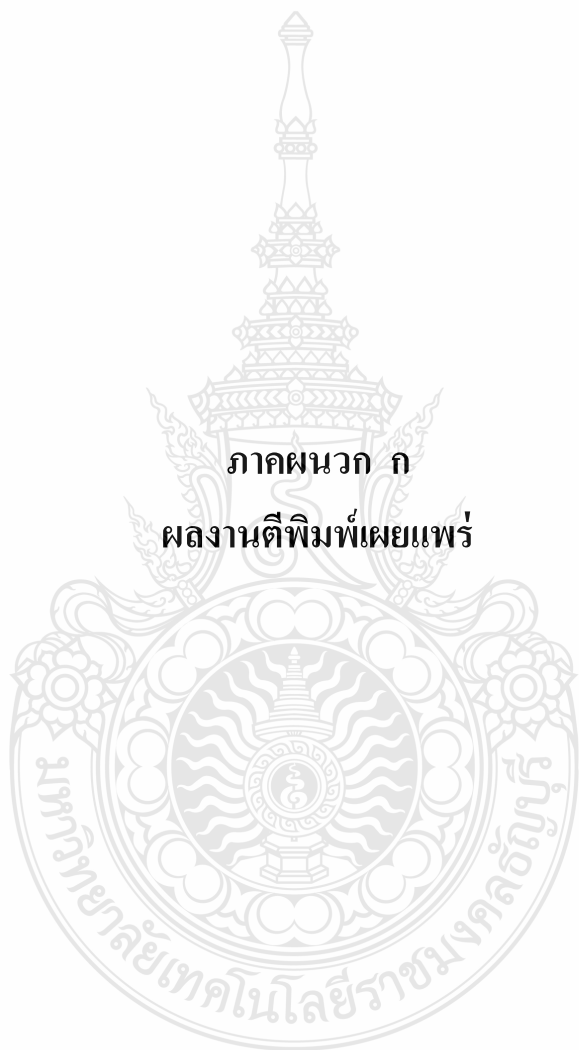 ภาคผนวก ก
ผลงานตีพิมพ์เผยแพร่
มหาวิทยาลัยเทคโนโลยีราชมงคลธัญบุรี